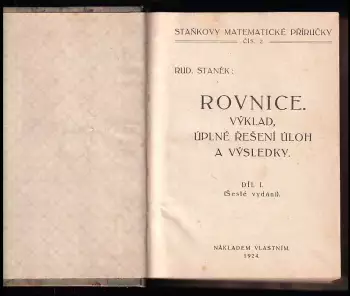 STAŇKOVY MATEMATICKÉ PŘÍRUČKY
ČÍS. 2.
RUD. STANĚK:
ROVNICE.
VÝKLAD,
ÚPLNÉ ŘEŠENÍ ÚLOH
A VÝSLEDKY.
DÍL I.
(Šesté vydání).
NÁKLADEM VLASTNÍM.
1924.